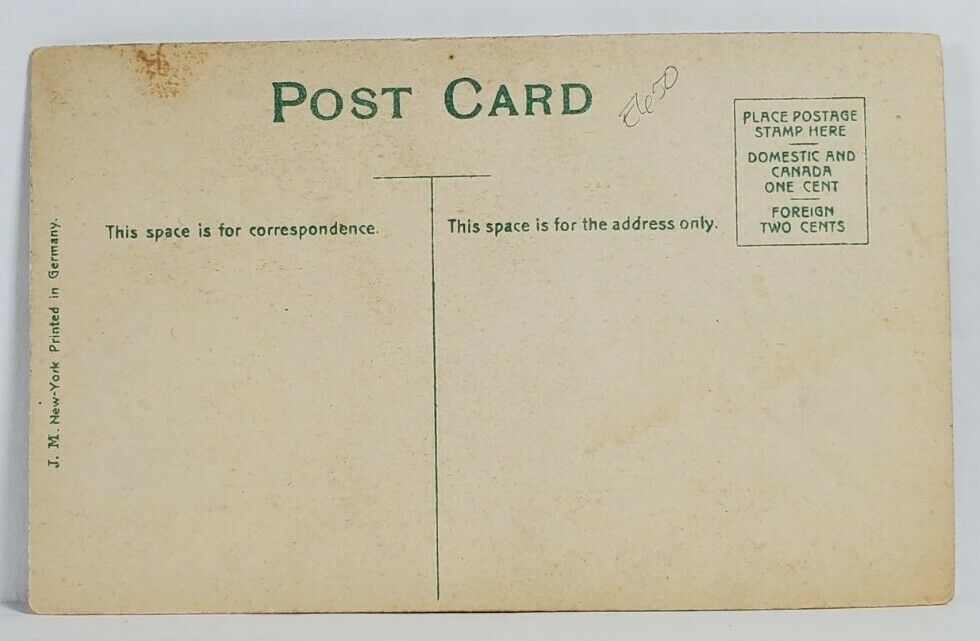 POST CARD
E650
PLACE POSTAGE
STAMP HERE
DOMESTIC AND
CANADA
ONE CENT
FOREIGN
TWO CENTS
This space is for correspondence.
This space is for the address only.
J. M. New-York Printed in Germany.